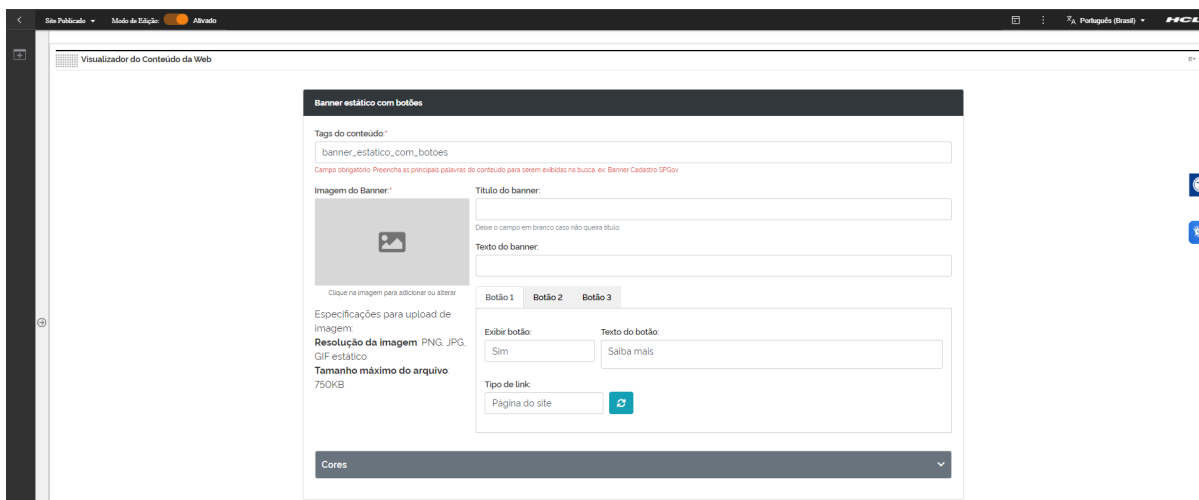 Site Publicado Modo de Edição: Ativado Português (Brasil) HCL
Visualizador do Conteúdo da Web
Banner estático com botões
Tags do conteúdo:*
banner_estatico_com_botoes
Campo obrigatório. Preencha as principais palavras do conteúdo para serem exibidas na busca. ex: Banner Cadastro SPGov
Imagem do Banner:*
Clique na imagem para adicionar ou alterar
Especificações para upload de
imagem:
Resolução da imagem: PNG, JPG,
GIF estático
Tamanho máximo do arquivo:
750KB
Título do banner:
Deixe o campo em branco caso não queira título
Texto do banner:
Botão 1 Botão 2 Botão 3
Exibir botão: Texto do botão:
Sim Saiba mais
Tipo de link:
Página do site
Cores